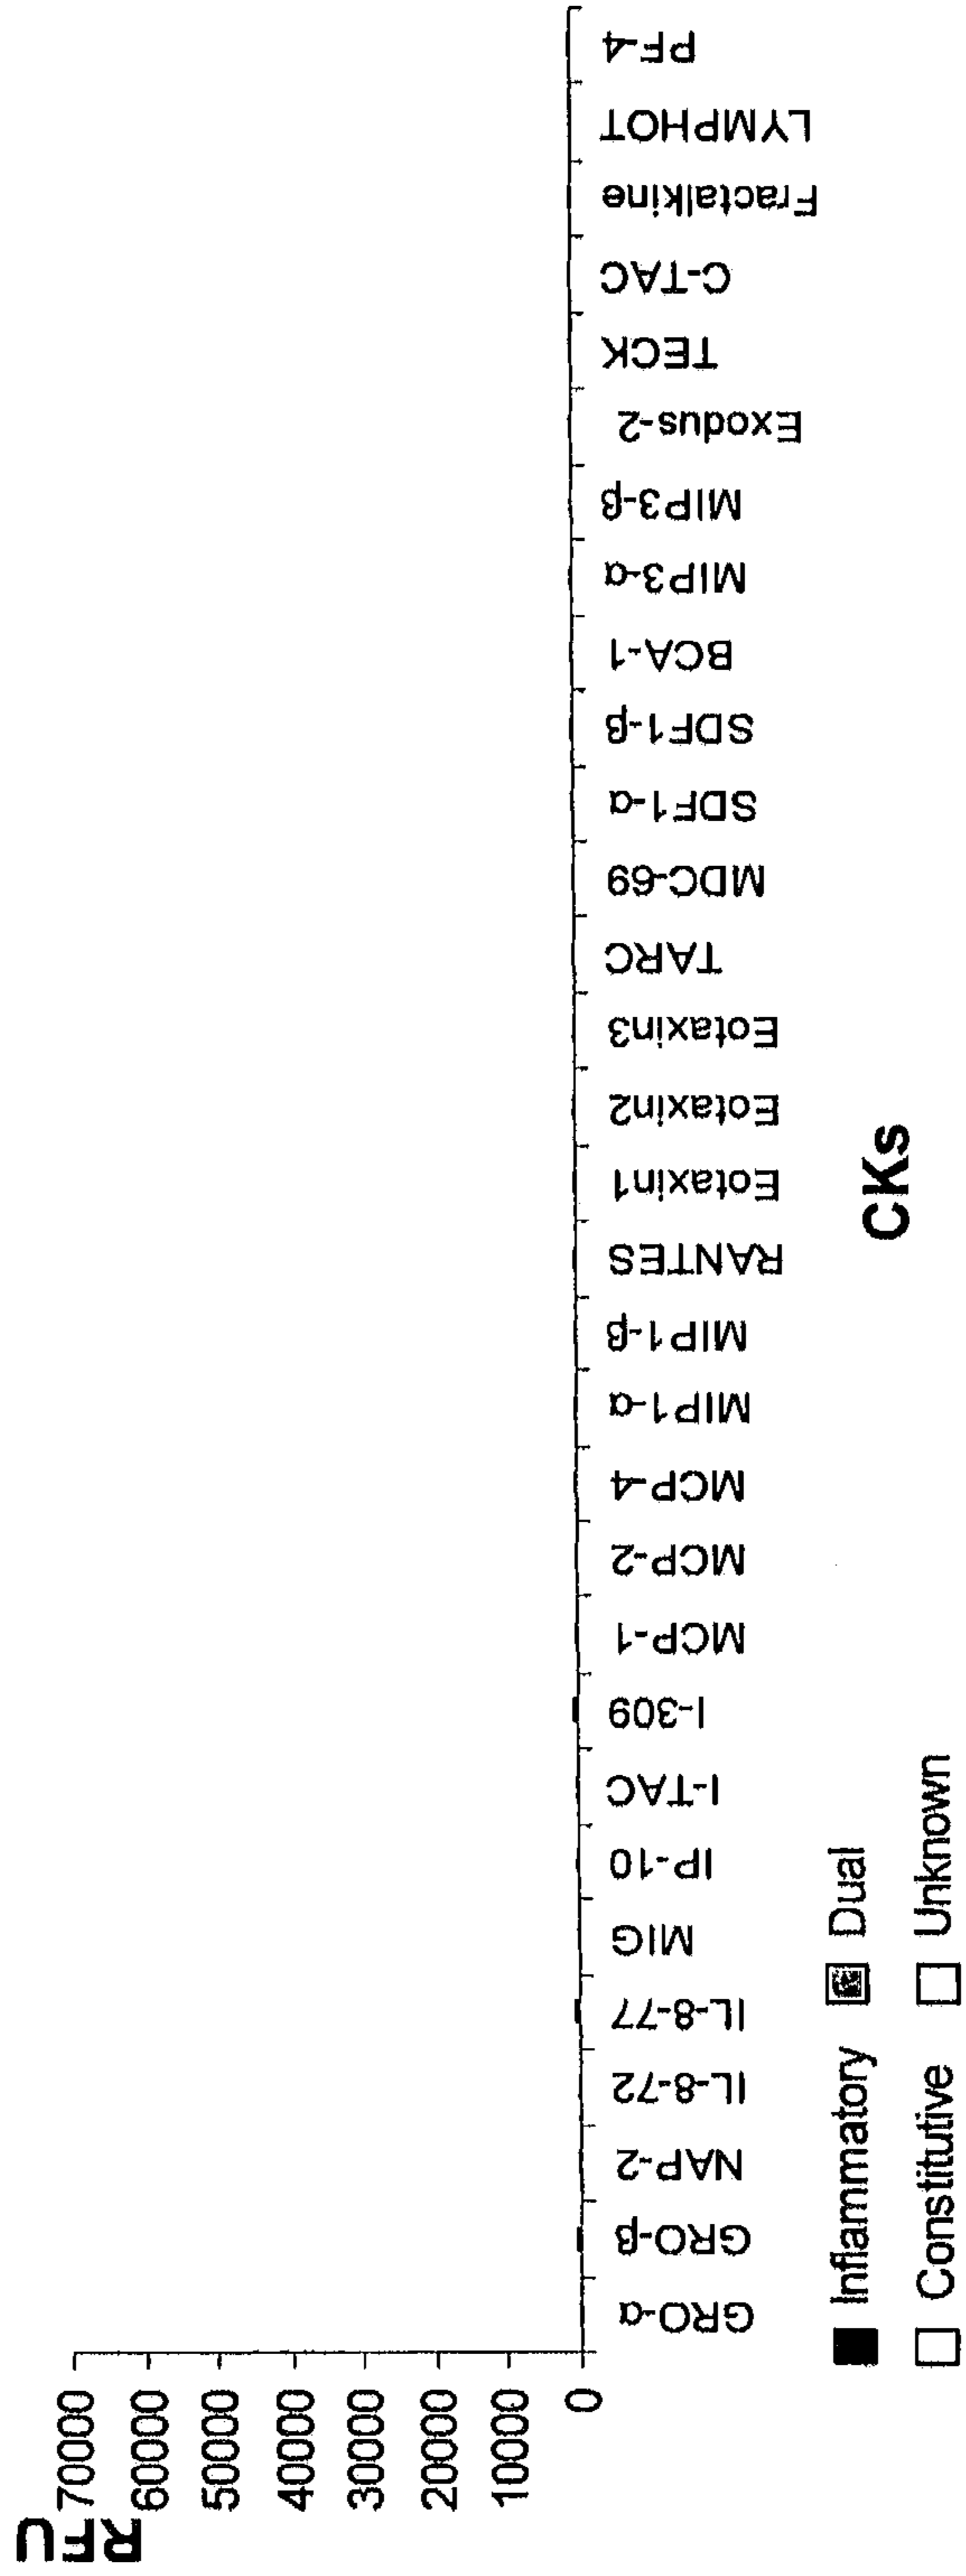 RFU
70000
60000
50000
40000
30000
20000
10000
0
GRO-α
GRO-β
NAP-2
IL-8-72
IL-8-77
MIG
IP-10
I-TAC
I-309
MCP-1
MCP-2
MCP-4
MIP1-α
MIP1-β
RANTES
Eotaxin1
Eotaxin2
Eotaxin3
TARC
MDC-69
SDF1-α
SDF1-β
BCA-1
MIP3-α
MIP3-β
Exodus-2
TECK
C-TAC
Fractalkine
LYMPHOT
PF-4
CKs
Inflammatory Dual
Constitutive Unknown